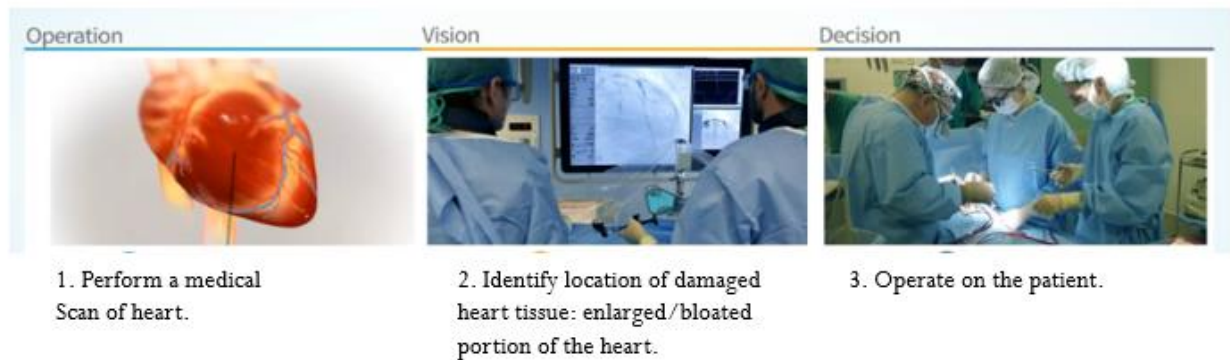 Operation
Vision
Decision
1. Perform a medical
Scan of heart.
2. Identify location of damaged
heart tissue: enlarged/bloated
portion of the heart.
3. Operate on the patient.